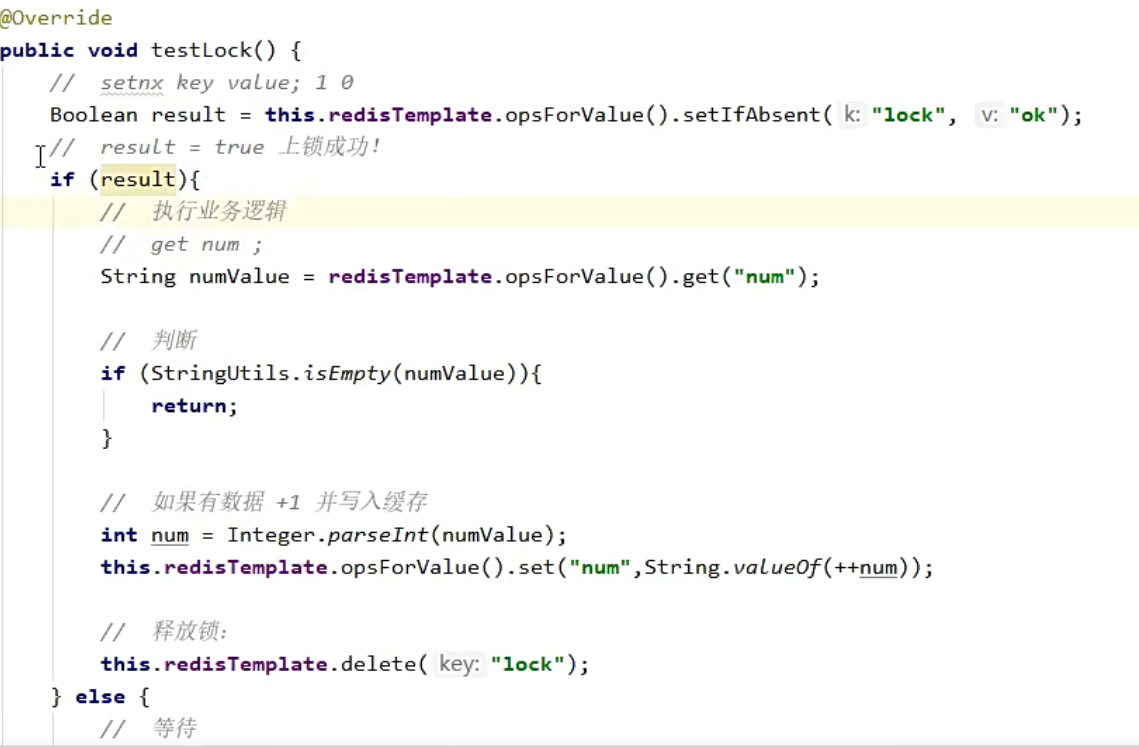 @Override
public void testLock() {
//  setnx key value; 1 0
Boolean result = this.redisTemplate.opsForValue().setIfAbsent( k: "lock",  v: "ok");
//  result = true 上锁成功!
if (result){
//  执行业务逻辑
//  get num ;
String numValue = redisTemplate.opsForValue().get("num");
//  判断
if (StringUtils.isEmpty(numValue)){
return;
}
//  如果有数据 +1 并写入缓存
int num = Integer.parseInt(numValue);
this.redisTemplate.opsForValue().set("num",String.valueOf(++num));
//  释放锁:
this.redisTemplate.delete( key: "lock");
} else {
//  等待